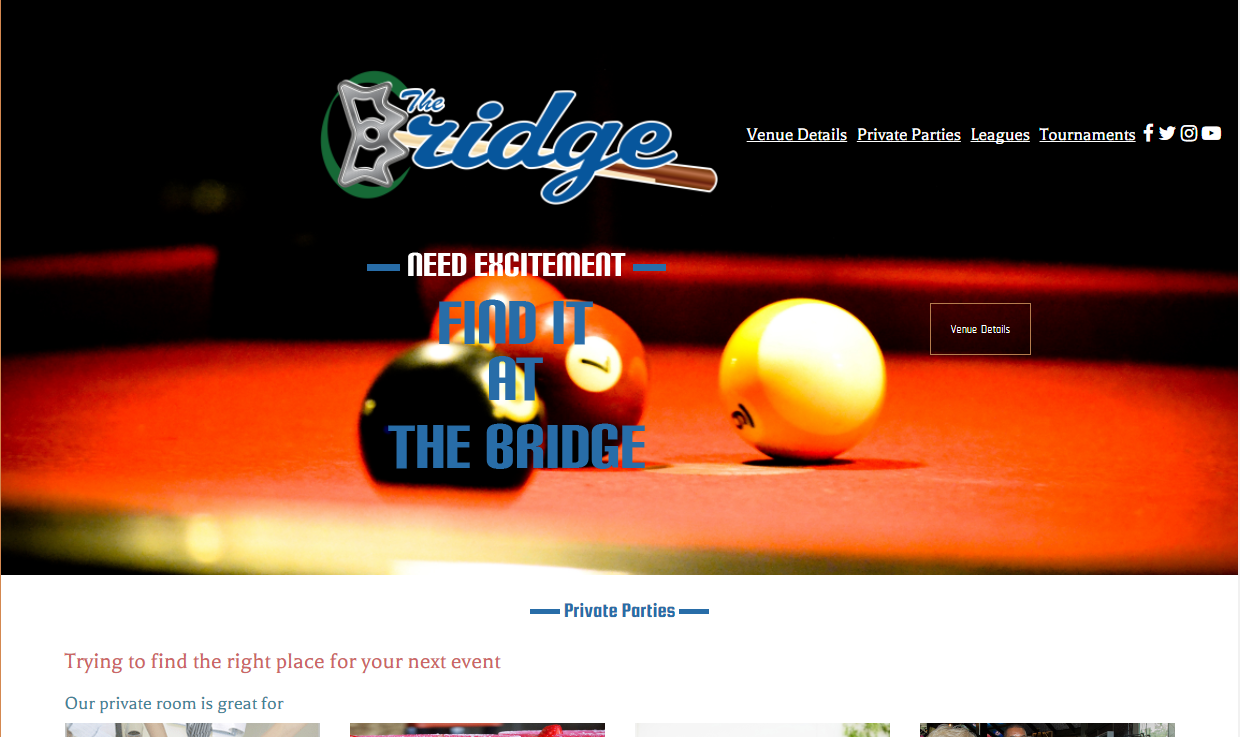 The
Bridge
Venue Details Private Parties Leagues Tournaments
NEED EXCITEMENT
FIND IT
AT
THE BRIDGE
7
Venue Details
Private Parties
Trying to find the right place for your next event
Our private room is great for